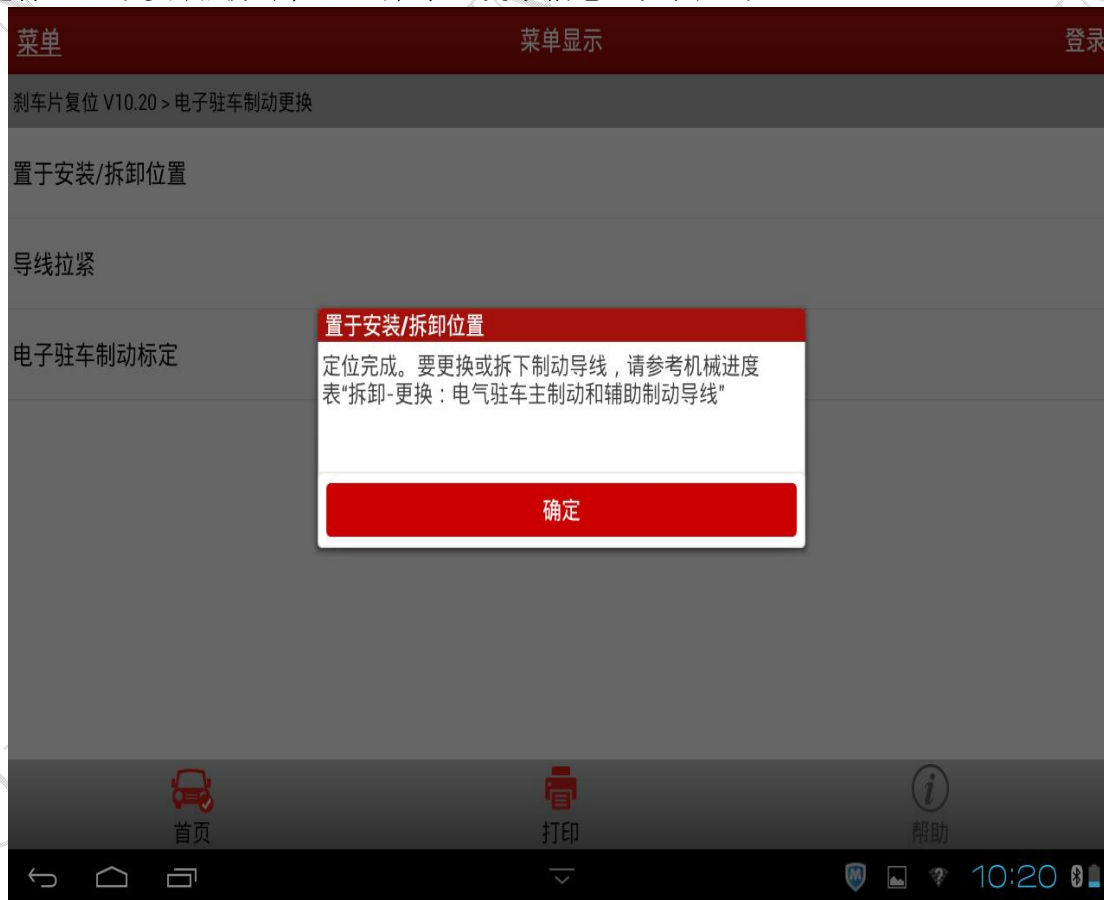 菜单
菜单显示
登录
刹车片复位 V10.20 > 电子驻车制动更换
置于安装/拆卸位置
导线拉紧
电子驻车制动标定
置于安装/拆卸位置
定位完成。要更换或拆下制动导线，请参考机械进度
表“拆卸-更换：电气驻车主制动和辅助制动导线”
确定
首页
打印
帮助
10:20